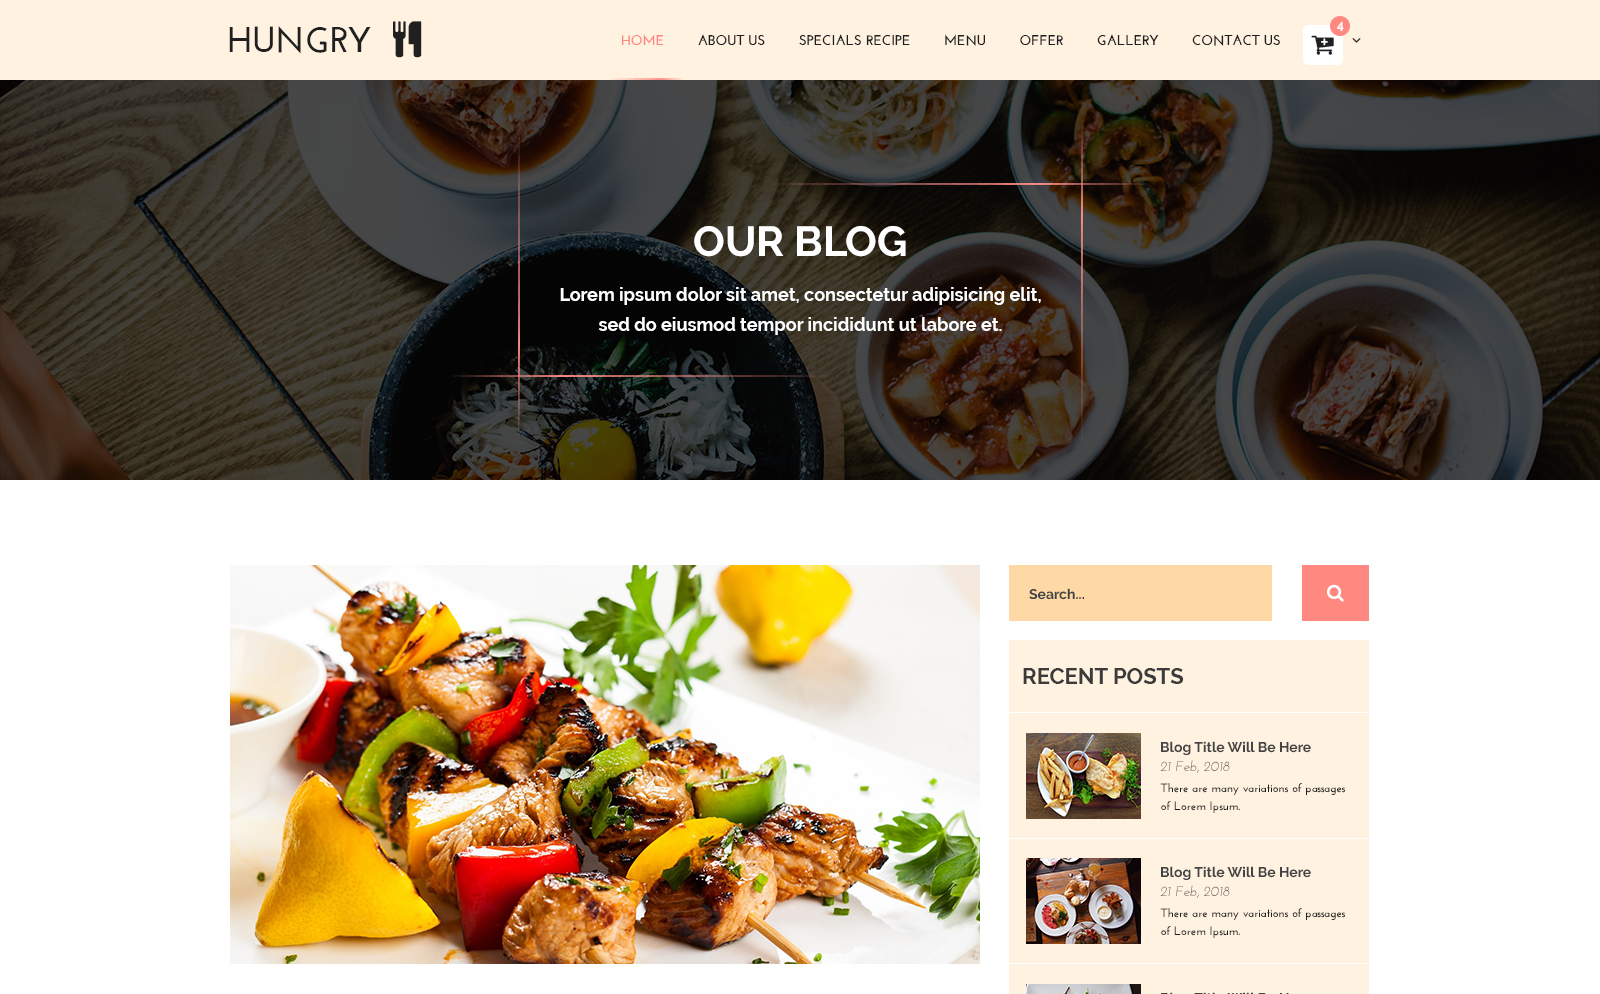 HUNGRY
HOME ABOUT US SPECIALS RECIPE MENU OFFER GALLERY CONTACT US 4
OUR BLOG
Lorem ipsum dolor sit amet, consectetur adipisicing elit,
sed do eiusmod tempor incididunt ut labore et.
Search...
RECENT POSTS
Blog Title Will Be Here
21 Feb, 2018
There are many variations of passages
of Lorem Ipsum.
Blog Title Will Be Here
21 Feb, 2018
There are many variations of passages
of Lorem Ipsum.